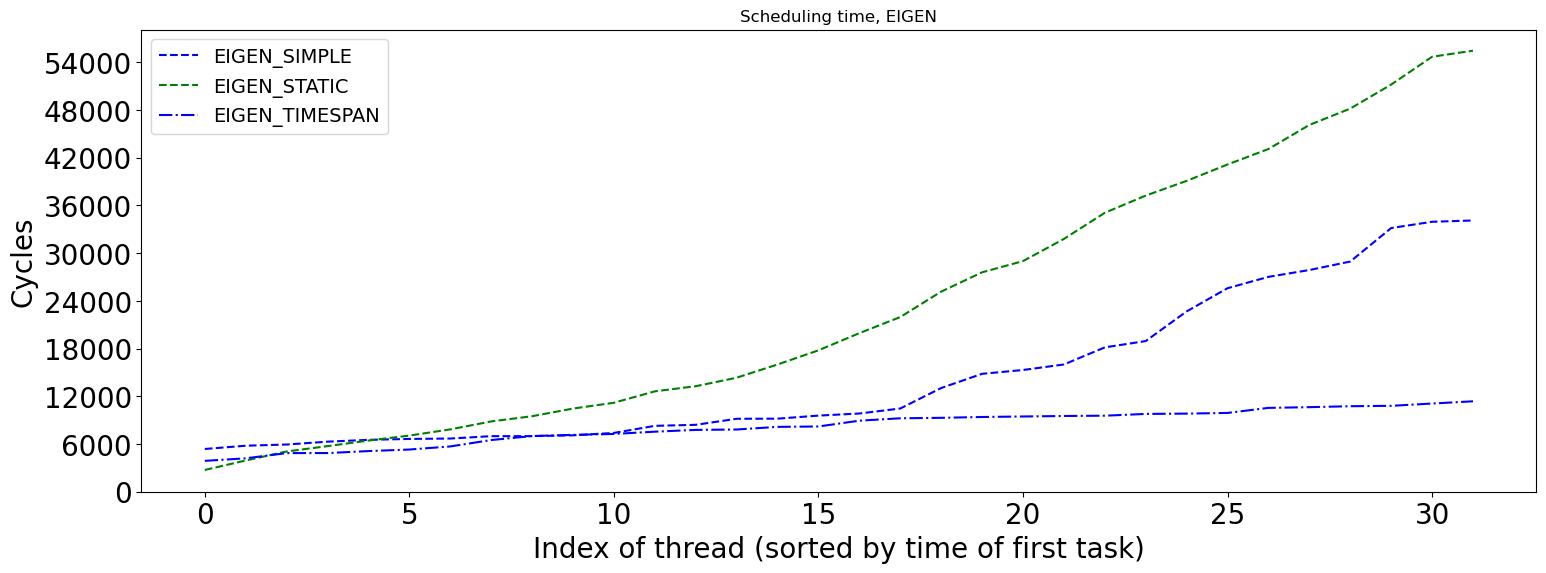 Scheduling time, EIGEN
EIGEN_SIMPLE
EIGEN_STATIC
EIGEN_TIMESPAN
54000
48000
42000
36000
30000
24000
18000
12000
6000
0
Cycles
0 5 10 15 20 25 30
Index of thread (sorted by time of first task)